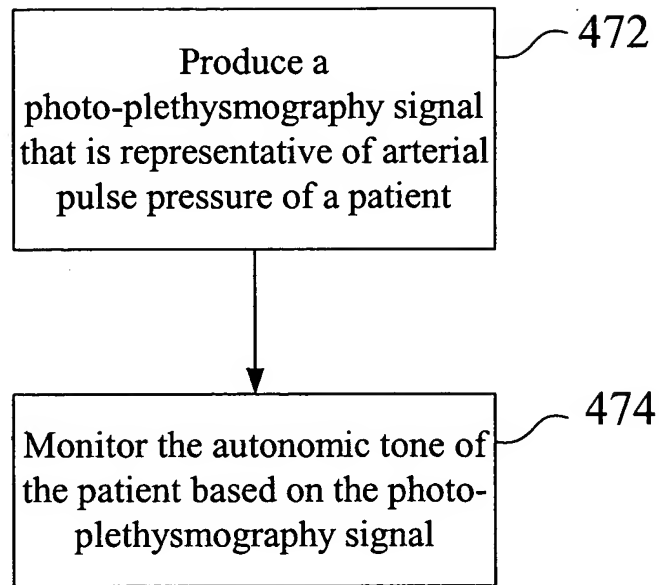 Produce a
photo-plethysmography signal
that is representative of arterial
pulse pressure of a patient
472
Monitor the autonomic tone of
the patient based on the photo-
plethysmography signal
474